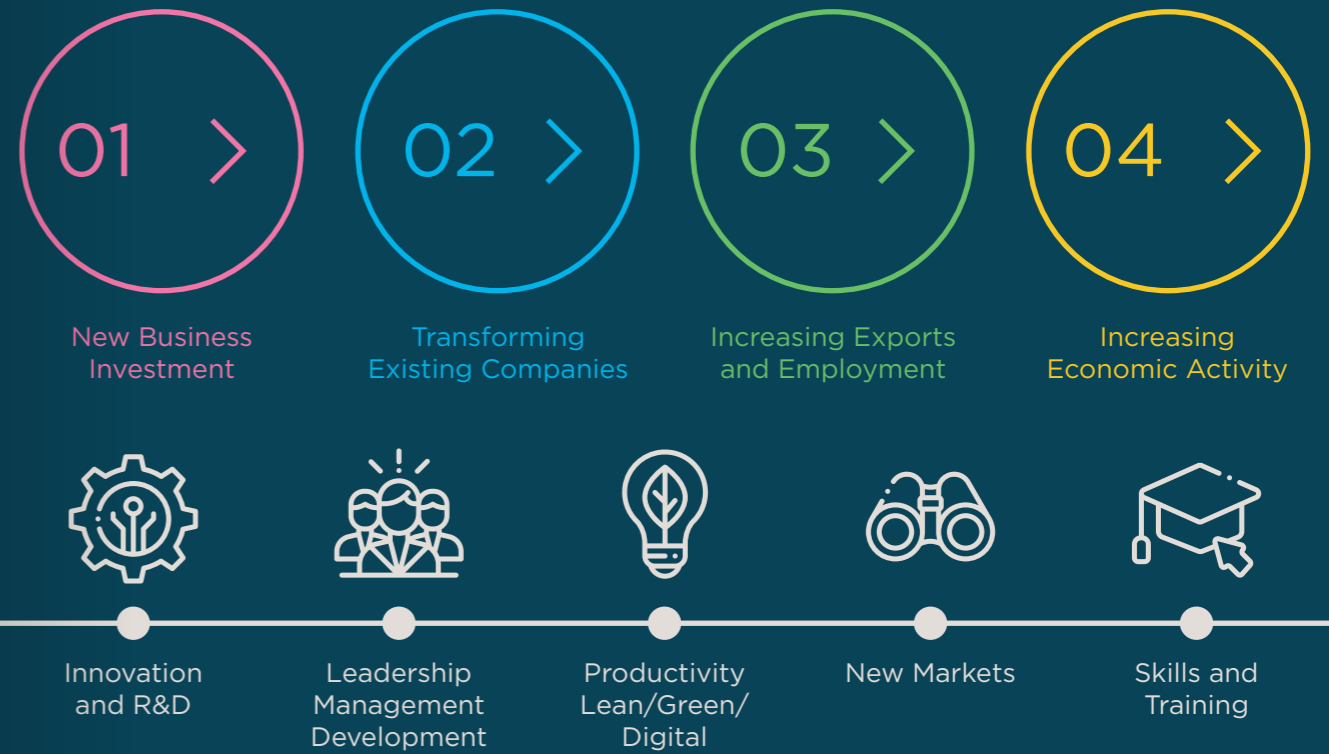 01
02
03
04
New Business
Investment
Transforming
Existing Companies
Increasing Exports
and Employment
Increasing
Economic Activity
Innovation
and R&D
Leadership
Management
Development
Productivity
Lean/Green/
Digital
New Markets
Skills and
Training